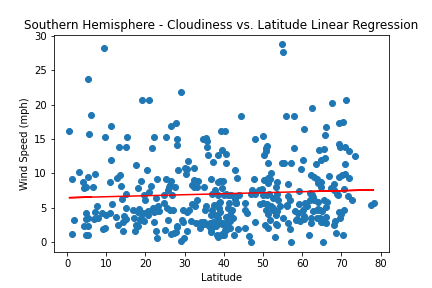 Southern Hemisphere - Cloudiness vs. Latitude Linear Regression
30
25
20
15
10
5
0
Wind Speed (mph)
0 10 20 30 40 50 60 70 80
Latitude